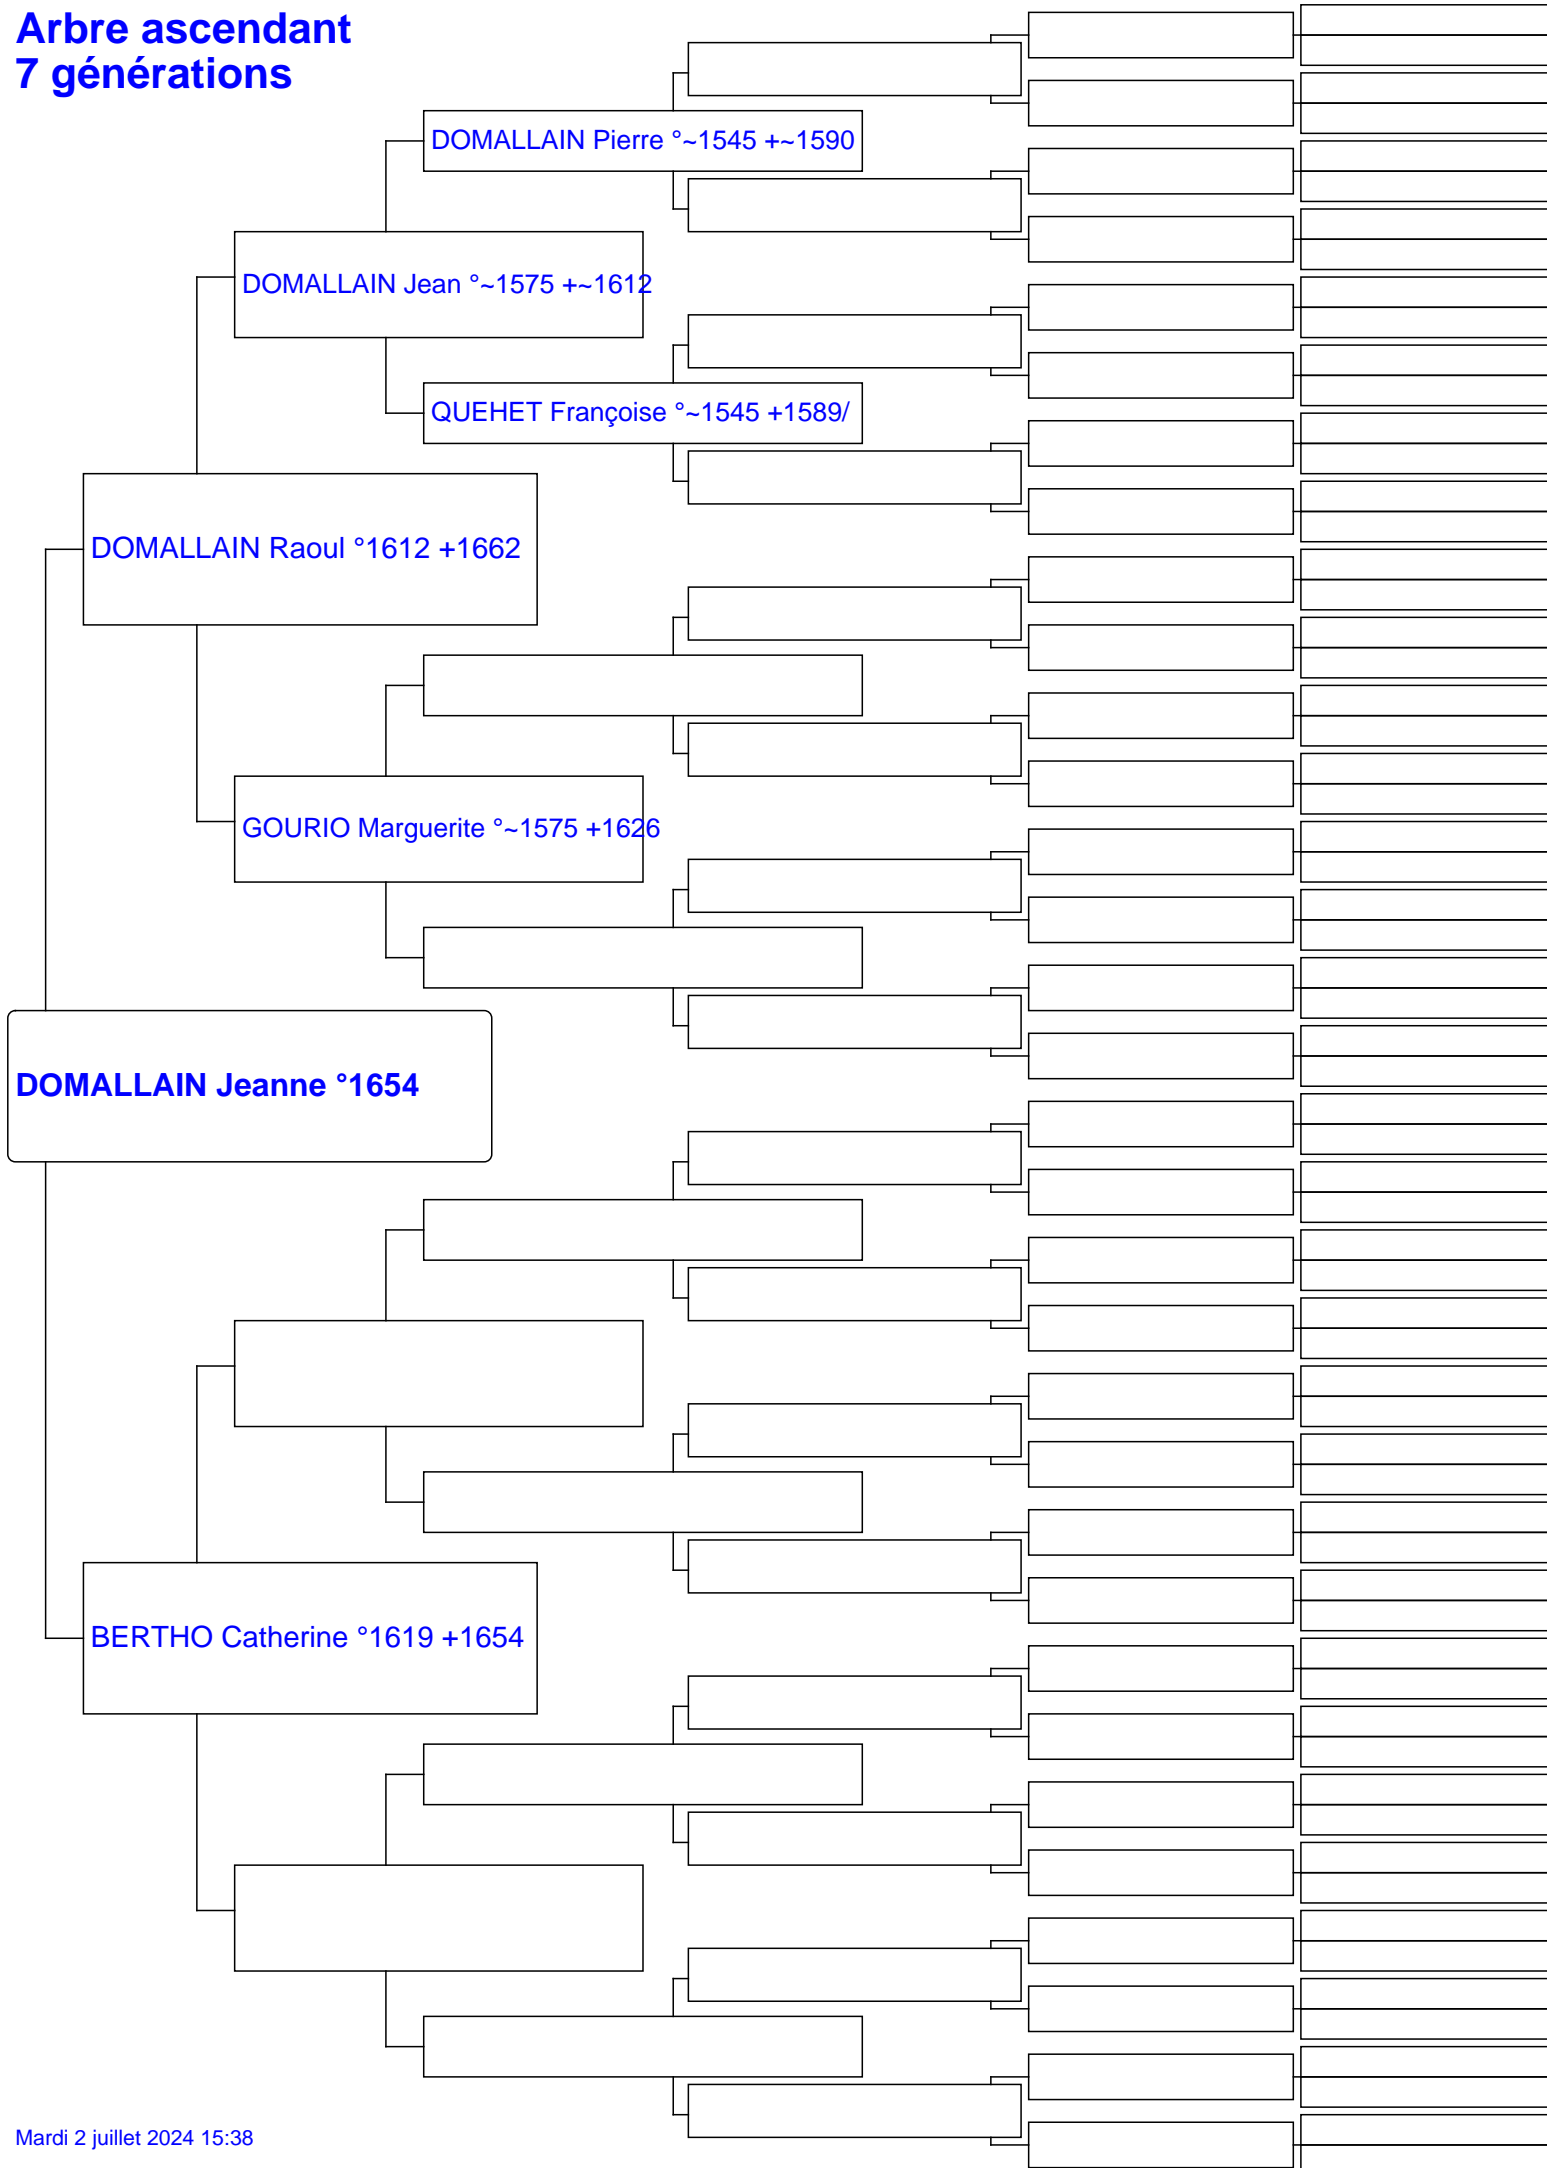 Arbre ascendant
7 générations
DOMALLAIN Pierre °~1545 +~1590
DOMALLAIN Jean °~1575 +~1612
QUEHET Françoise °~1545 +1589/
DOMALLAIN Raoul °1612 +1662
GOURIO Marguerite °~1575 +1626
DOMALLAIN Jeanne °1654
BERTHO Catherine °1619 +1654
Mardi 2 juillet 2024 15:38